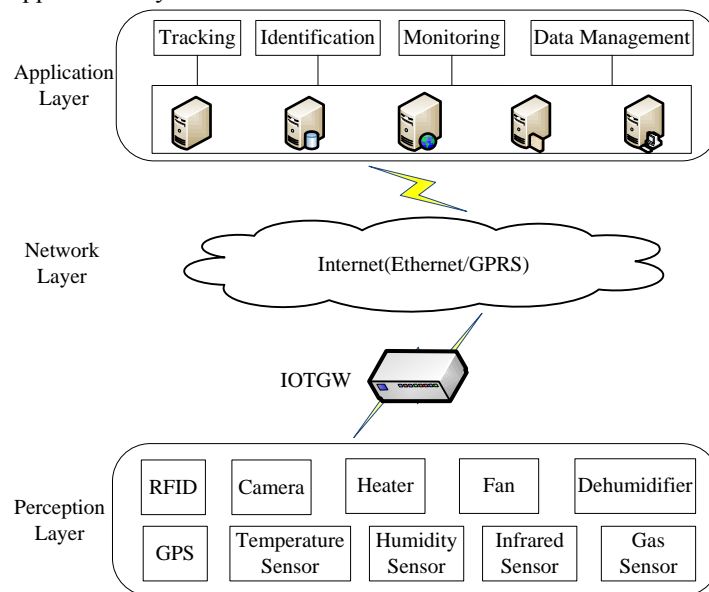 Tracking
Identification
Monitoring
Data Management
Application
Layer
Network
Layer
Internet(Ethernet/GPRS)
IOTGW
Perception
Layer
RFID
Camera
Heater
Fan
Dehumidifier
GPS
Temperature
Sensor
Humidity
Sensor
Infrared
Sensor
Gas
Sensor